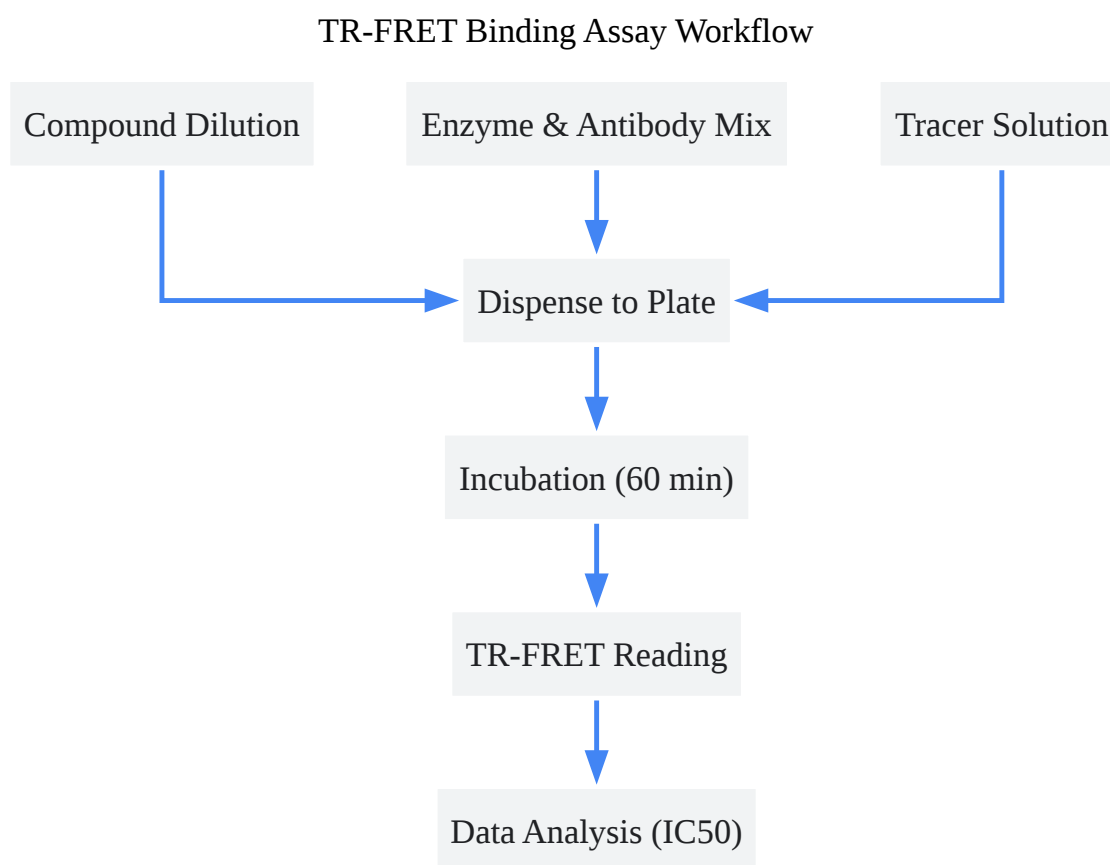 TR-FRET Binding Assay Workflow
Compound Dilution
Enzyme & Antibody Mix
Tracer Solution
Dispense to Plate
Incubation (60 min)
TR-FRET Reading
Data Analysis (IC50)